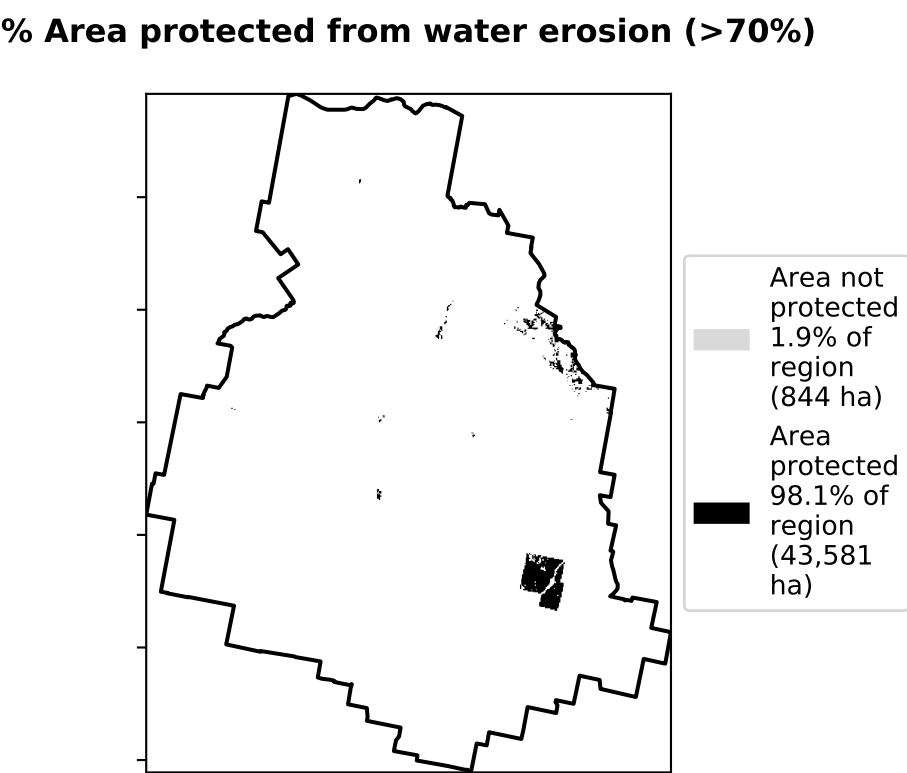 % Area protected from water erosion (>70%)
Area not
protected
1.9% of
region
(844 ha)
Area
protected
98.1% of
region
(43,581
ha)